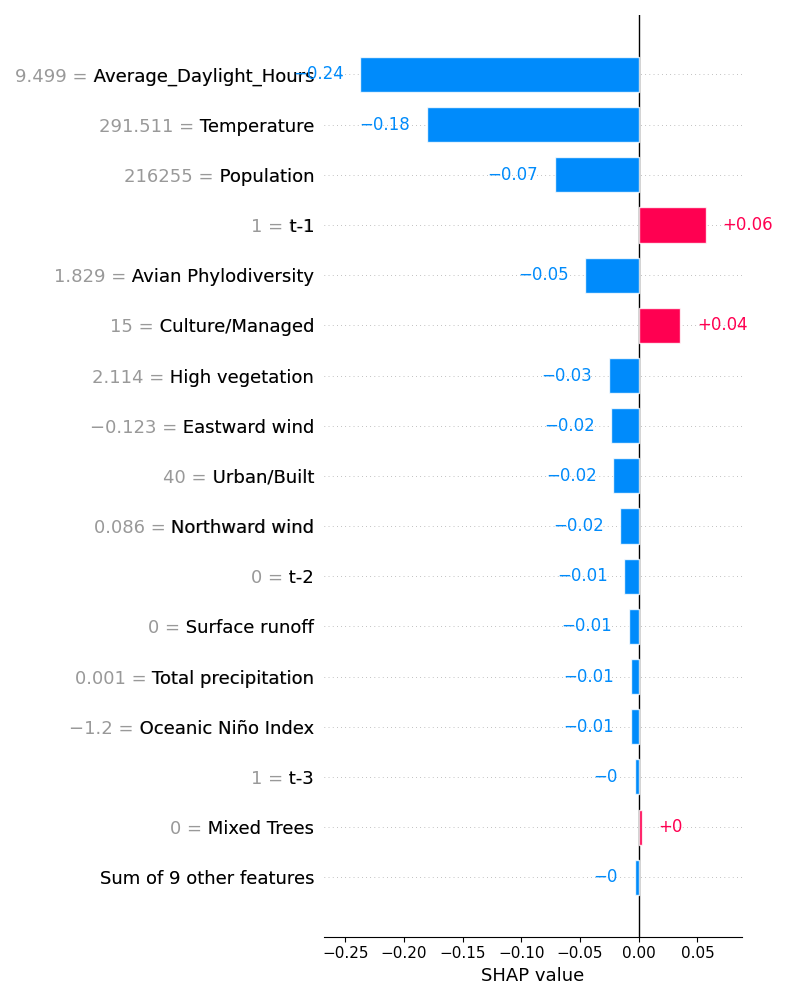 9.499 = Average_Daylight_Hours −0.24
291.511 = Temperature −0.18
216255 = Population −0.07
1 = t-1 +0.06
1.829 = Avian Phylodiversity −0.05
15 = Culture/Managed +0.04
2.114 = High vegetation −0.03
−0.123 = Eastward wind −0.02
40 = Urban/Built −0.02
0.086 = Northward wind −0.02
0 = t-2 −0.01
0 = Surface runoff −0.01
0.001 = Total precipitation −0.01
−1.2 = Oceanic Niño Index −0.01
1 = t-3 −0
0 = Mixed Trees +0
Sum of 9 other features −0
−0.25 −0.20 −0.15 −0.10 −0.05 0.00 0.05
SHAP value